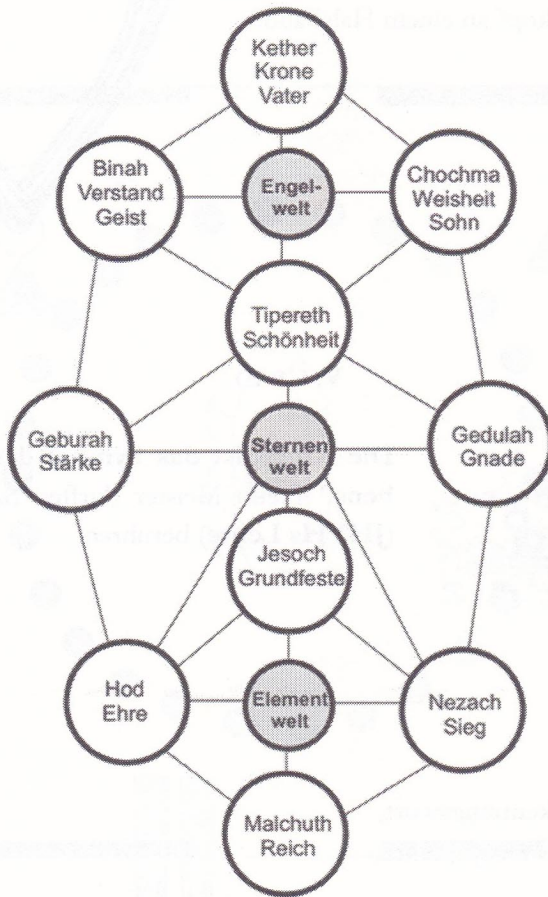 Kether
Krone
Vater
Binah
Verstand
Geist
Engel-
welt
Chochma
Weisheit
Sohn
Tipereth
Schönheit
Geburah
Stärke
Sternen
welt
Gedulah
Gnade
Jesoch
Grundfeste
Hod
Ehre
Element
welt
Nezach
Sieg
Malchuth
Reich